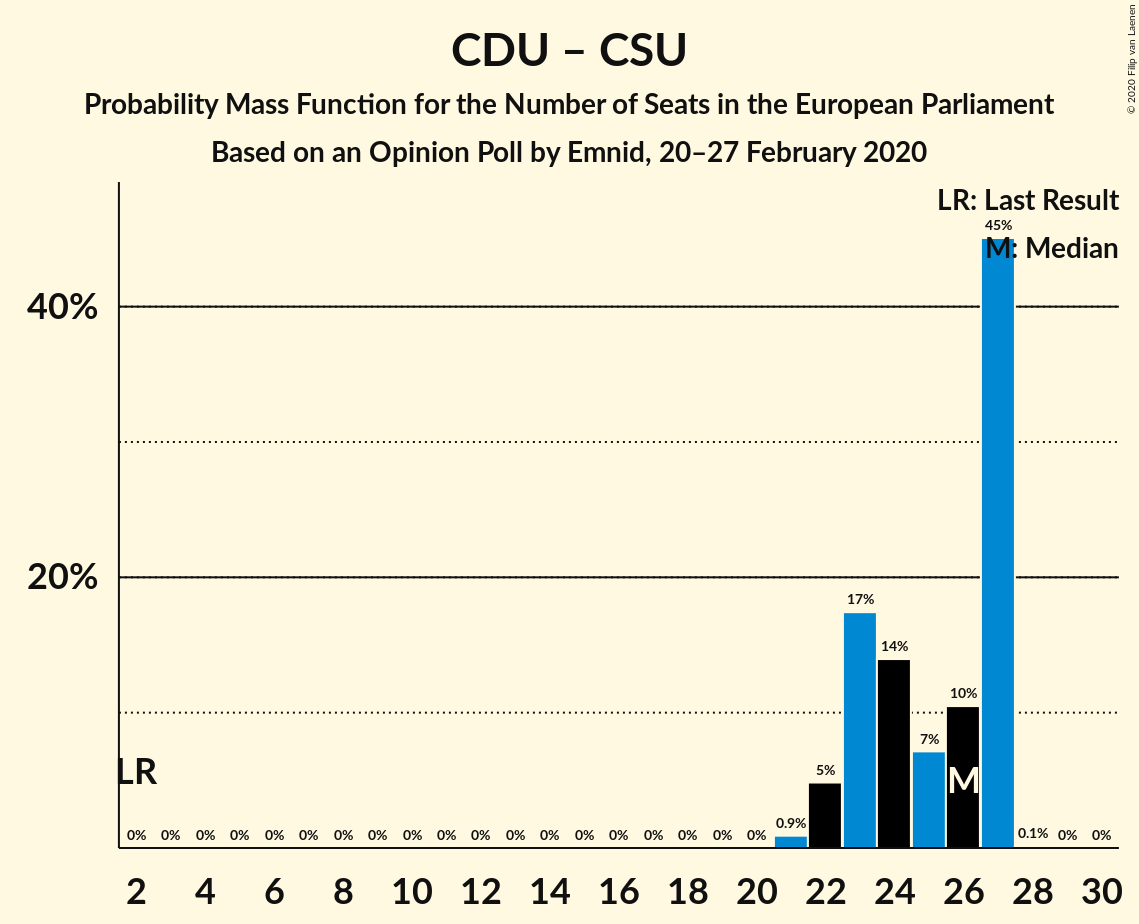 CDU – CSU
Probability Mass Function for the Number of Seats in the European Parliament
Based on an Opinion Poll by Emnid, 20–27 February 2020
© 2020 Filip van Laenen
LR: Last Result
M: Median
45%
40%
20%
17%
14%
10%
7%
5%
M
LR
0% 0% 0% 0% 0% 0% 0% 0% 0% 0% 0% 0% 0% 0% 0% 0% 0% 0% 0% 0.9% 0.1% 0% 0%
2 4 6 8 10 12 14 16 18 20 22 24 26 28 30